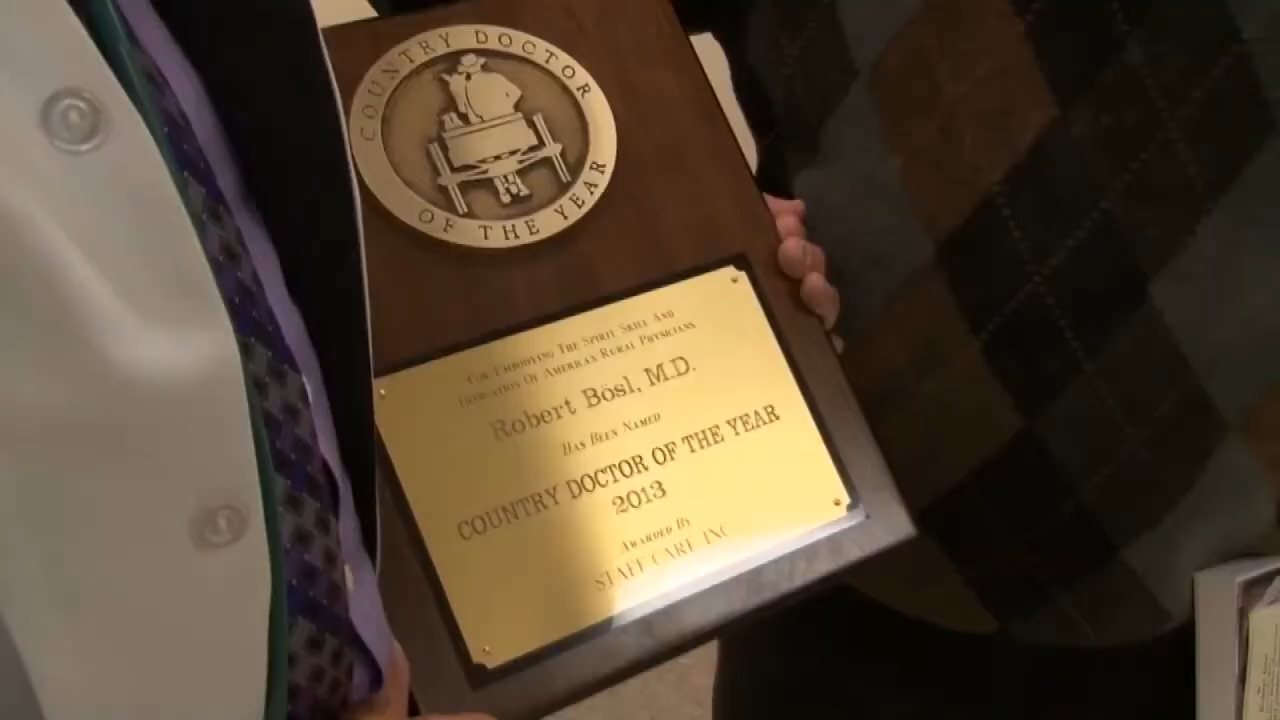 COUNTRY DOCTOR
OF THE YEAR
FOR EMBODYING THE SPIRIT SKILL AND
DEDICATION OF AMERICA'S RURAL PHYSICIANS
Robert Bösl, M.D.
HAS BEEN NAMED
COUNTRY DOCTOR OF THE YEAR
2013
AWARDED BY
STAFF CARE, INC.